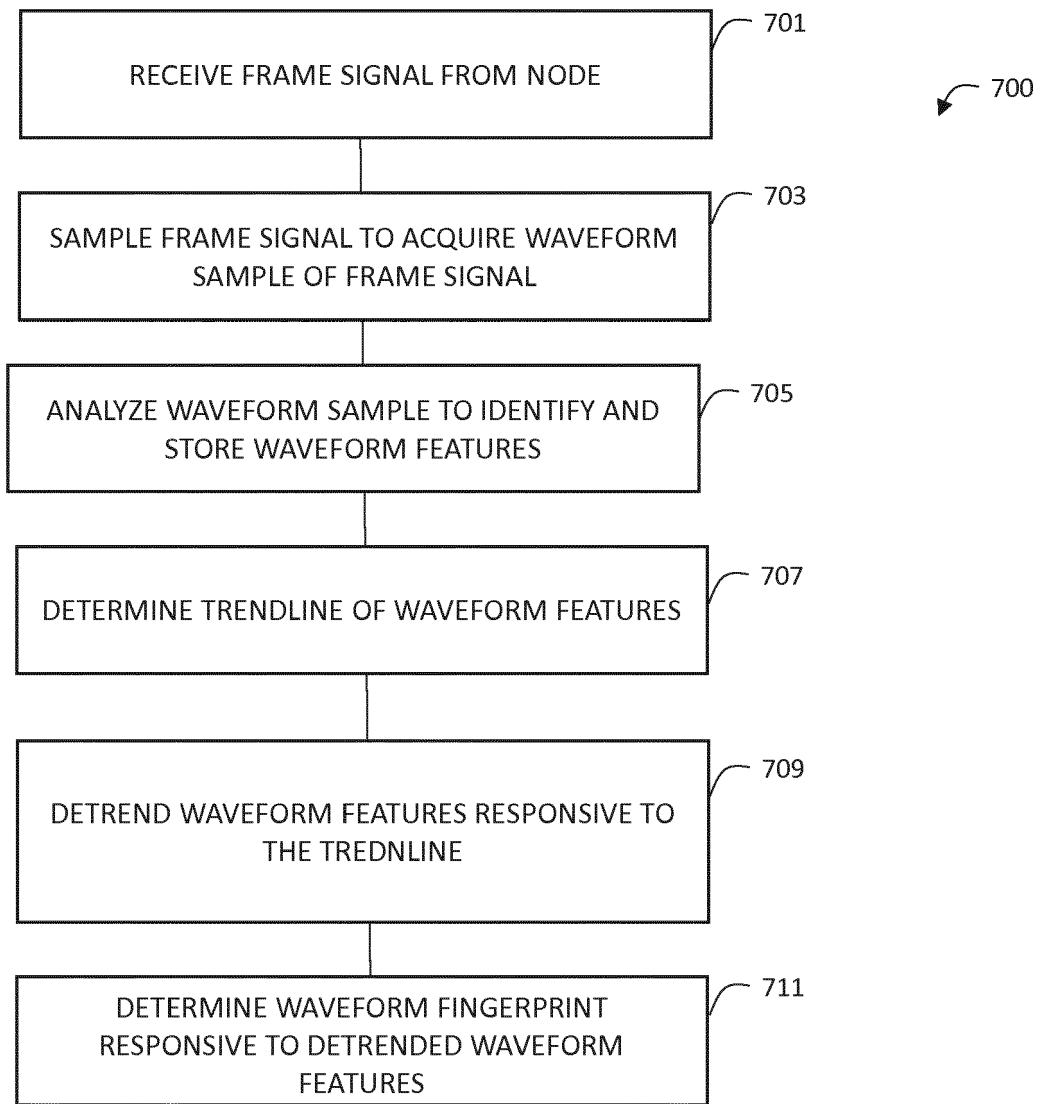 701
RECEIVE FRAME SIGNAL FROM NODE
700
703
SAMPLE FRAME SIGNAL TO ACQUIRE WAVEFORM
SAMPLE OF FRAME SIGNAL
705
ANALYZE WAVEFORM SAMPLE TO IDENTIFY AND
STORE WAVEFORM FEATURES
707
DETERMINE TRENDLINE OF WAVEFORM FEATURES
709
DETREND WAVEFORM FEATURES RESPONSIVE TO
THE TREDNLINE
711
DETERMINE WAVEFORM FINGERPRINT
RESPONSIVE TO DETRENDED WAVEFORM
FEATURES